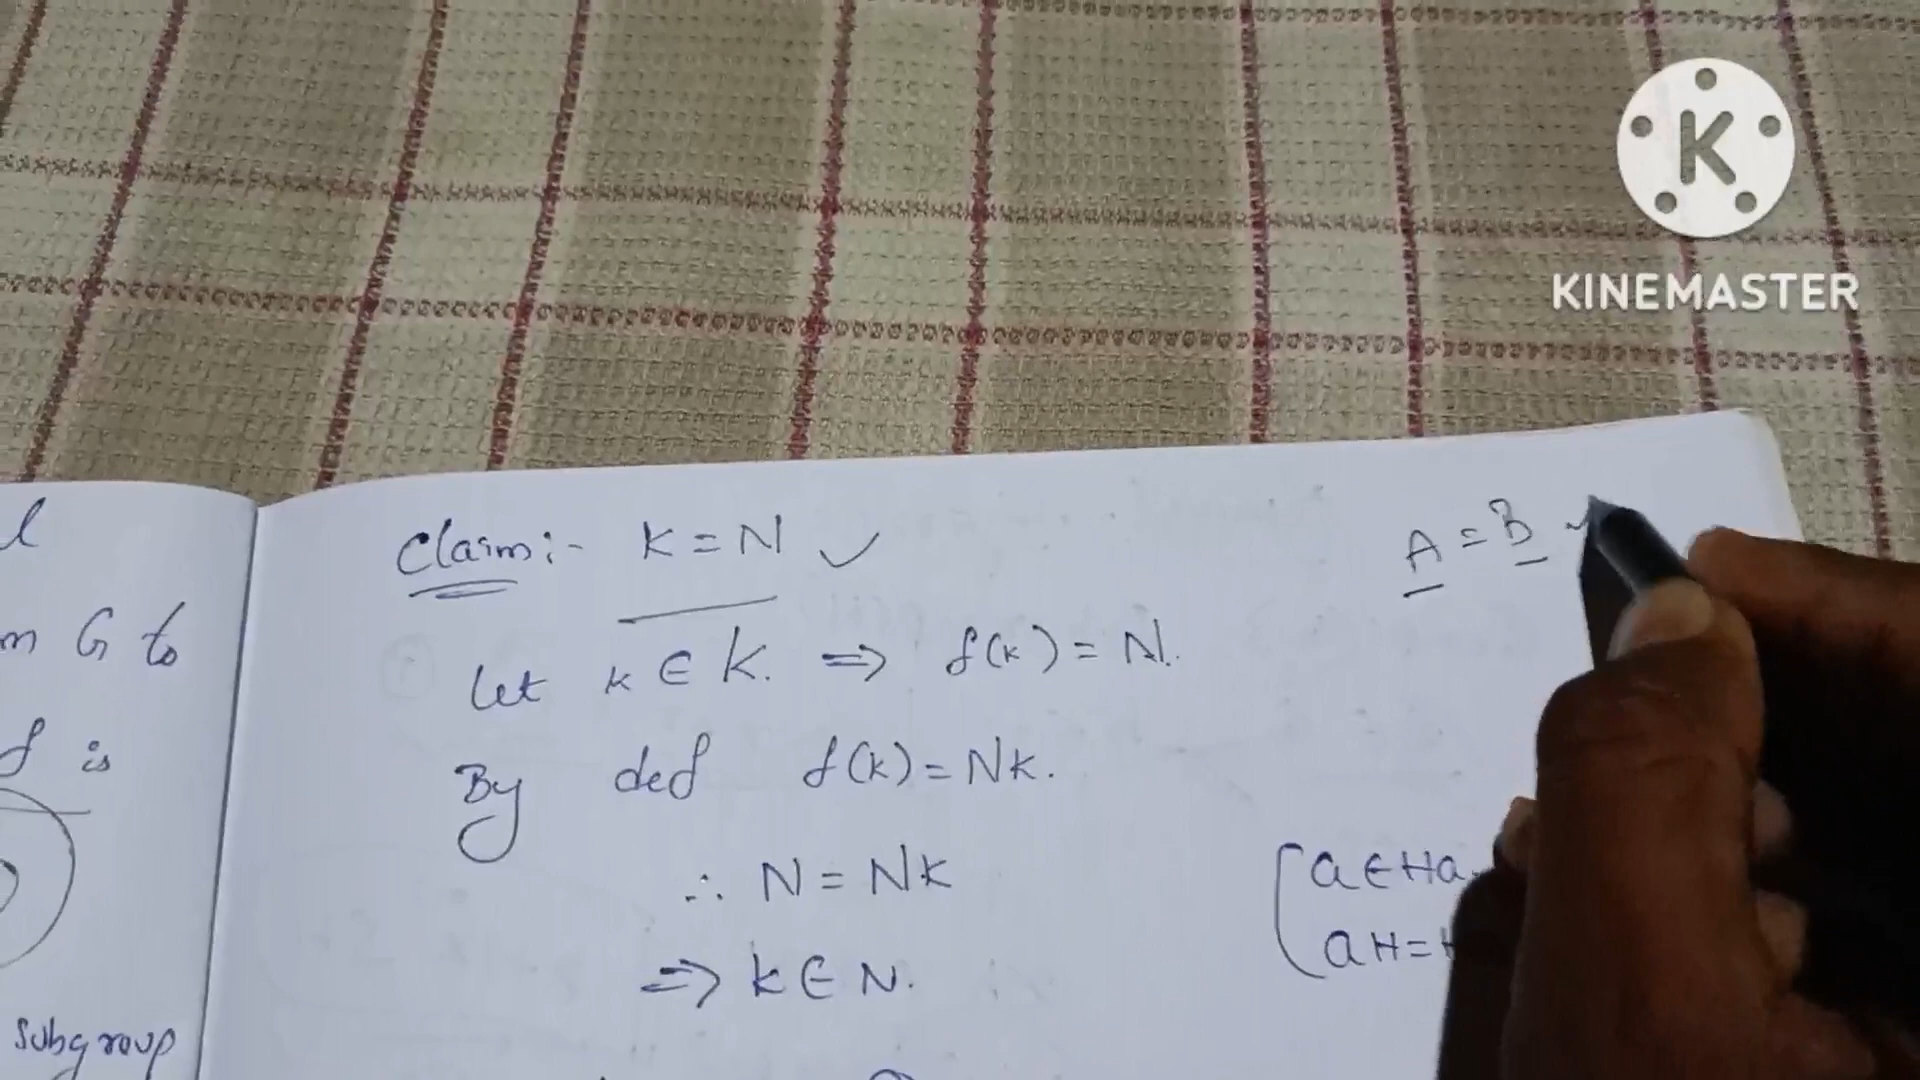 l
m G to
f is
subgroup
Claim:- K = N ✓
A = B
Let k ∈ K. ⇒ f(k) = N.
By def f(k) = Nk.
∴ N = Nk
⇒ k ∈ N.
a ∈ Ha
aH = H
KINEMASTER